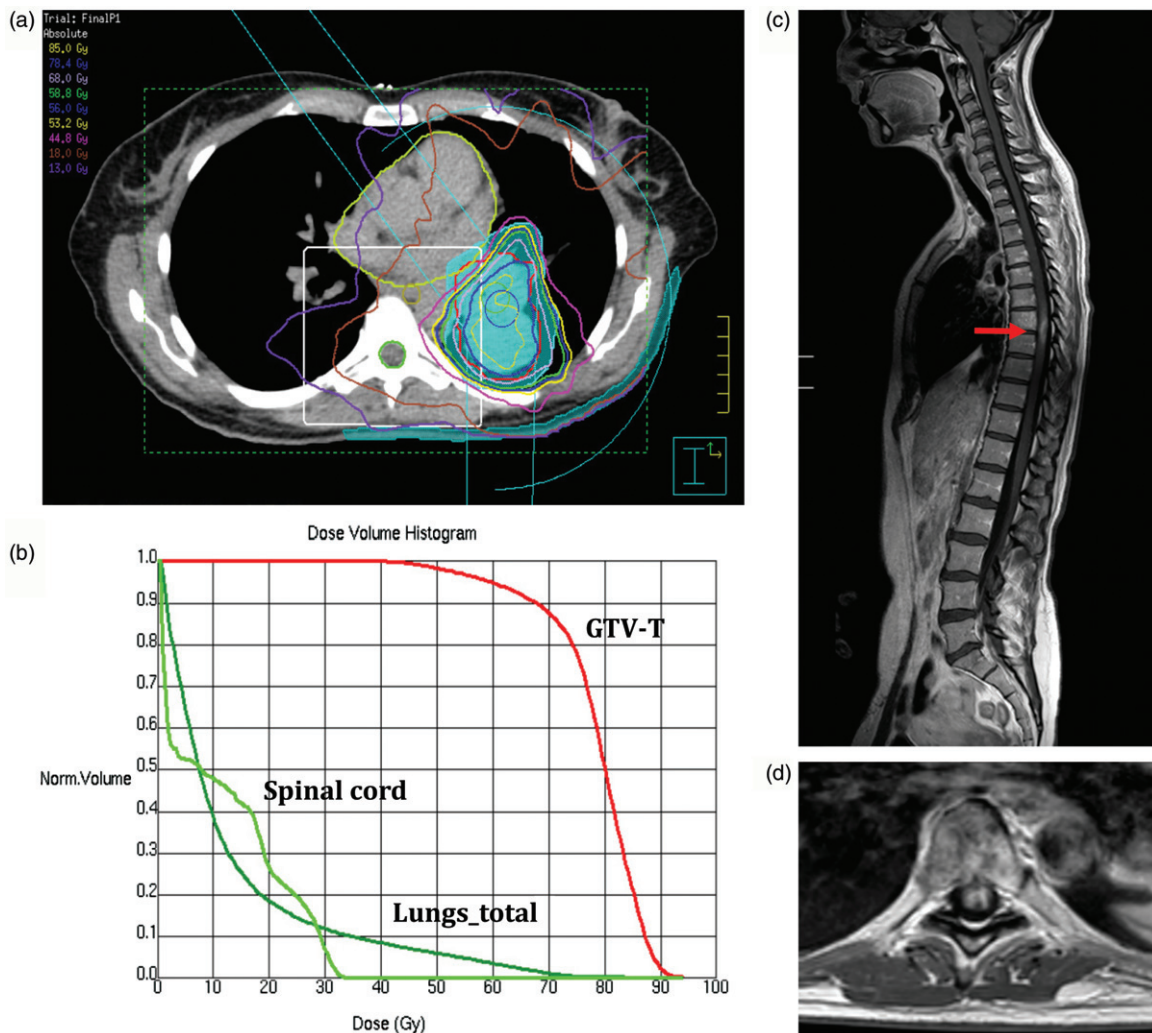 (a)
Trial: FinalP1
Absolute
85.0 Gy
78.4 Gy
68.0 Gy
58.8 Gy
56.0 Gy
53.2 Gy
44.8 Gy
18.0 Gy
13.0 Gy
(b)
Dose Volume Histogram
1.0
0.9
0.8
0.7
0.6
0.5
0.4
0.3
0.2
0.1
0.0
Norm.Volume
GTV-T
Spinal cord
Lungs_total
0 10 20 30 40 50 60 70 80 90 100
Dose (Gy)
(c)
(d)